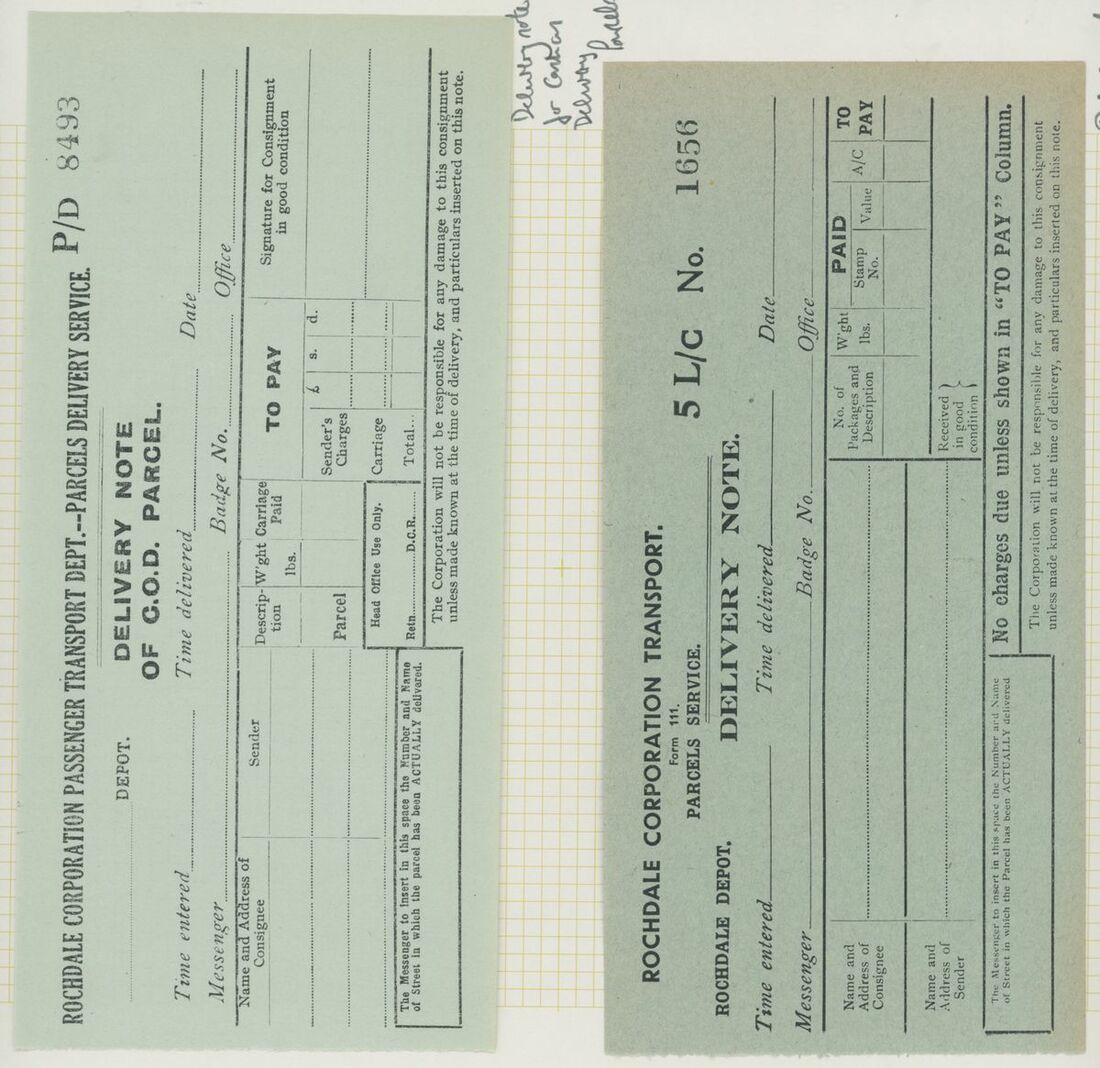 ROCHDALE CORPORATION PASSENGER TRANSPORT DEPT.--PARCELS DELIVERY SERVICE. P/D 8493
DEPOT.
DELIVERY NOTE
OF C.O.D. PARCEL.
Time entered Time delivered Date
Messenger Badge No. Office
Name and Address of
Consignee
Sender
Descrip-
tion
W'ght
lbs.
Carriage
Paid
TO PAY
£ s. d.
Signature for Consignment
in good condition
Parcel
Sender's
Charges
Carriage
Total...
Head Office Use Only.
Retn. D.C.R.
The Messenger to insert in this space the Number and Name
of Street in which the parcel has been ACTUALLY delivered.
The Corporation will not be responsible for any damage to this consignment
unless made known at the time of delivery, and particulars inserted on this note.
Delivery note
for Cash on
Delivery Parcels
ROCHDALE CORPORATION TRANSPORT.
Form 111.
PARCELS SERVICE.
5 L/C No. 1656
ROCHDALE DEPOT.
DELIVERY NOTE.
Time entered Time delivered Date
Messenger Badge No. Office
Name and
Address of
Consignee
No. of
Packages and
Description
W'ght
lbs.
PAID
Stamp
No.
Value
A/C
TO
PAY
Name and
Address of
Sender
Received
in good
condition
The Messenger to insert in this space the Number and Name
of Street in which the Parcel has been ACTUALLY delivered
No charges due unless shown in "TO PAY" Column.
The Corporation will not be responsible for any damage to this consignment
unless made known at the time of delivery, and particulars inserted on this note.